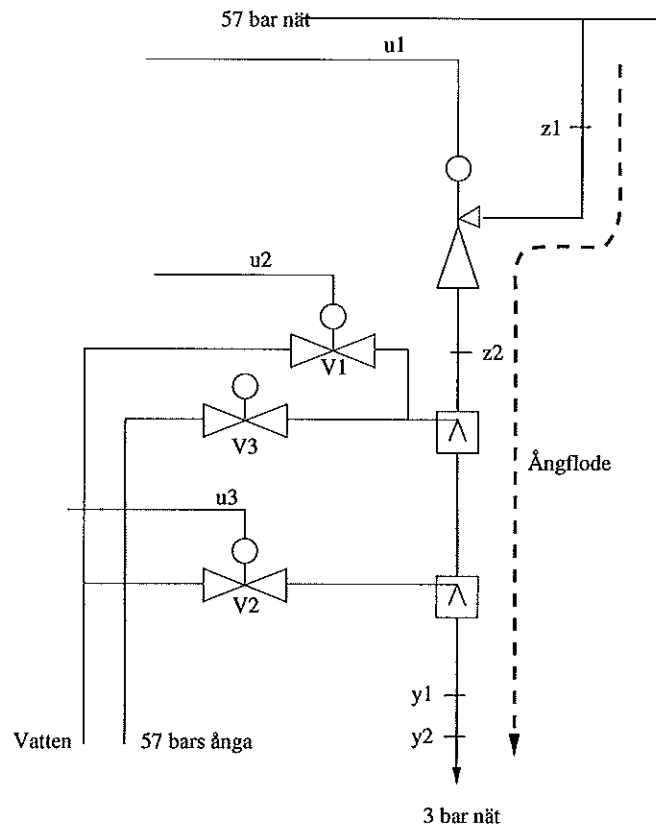 57 bar nät
u1
z1
u2
V1
z2
V3
Ångflode
u3
V2
y1
Vatten
57 bars ånga
y2
3 bar nät